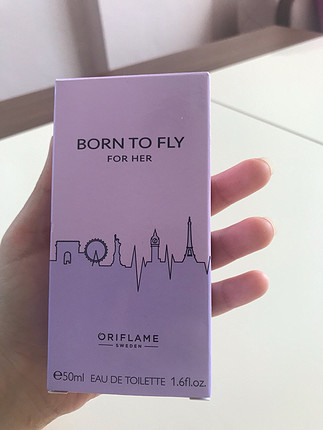 BORN TO FLY
FOR HER
ORIFLAME
SWEDEN
℮50ml EAU DE TOILETTE 1.6fl.oz.